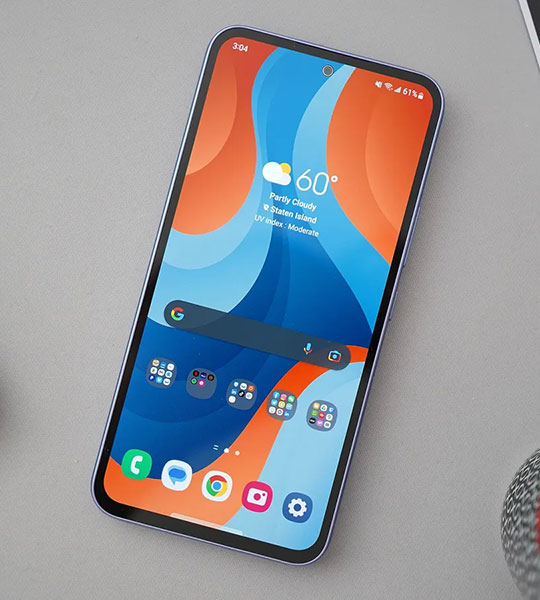 3:04
61%
60°
Partly Cloudy
Staten Island
UV index : Moderate
G